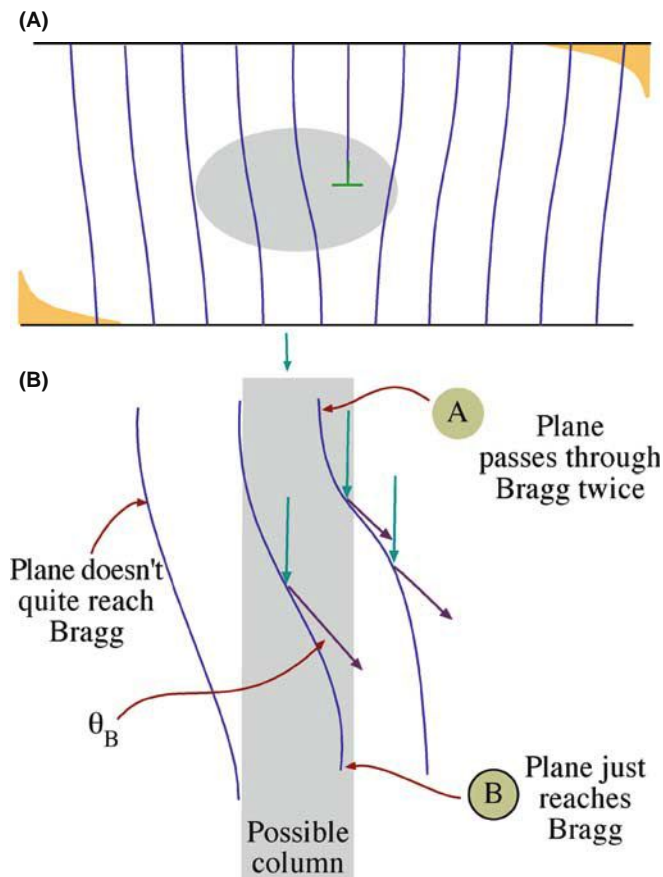 (A)
(B)
A
Plane
passes through
Bragg twice
Plane doesn't
quite reach
Bragg
θB
B
Plane just
reaches
Bragg
Possible
column